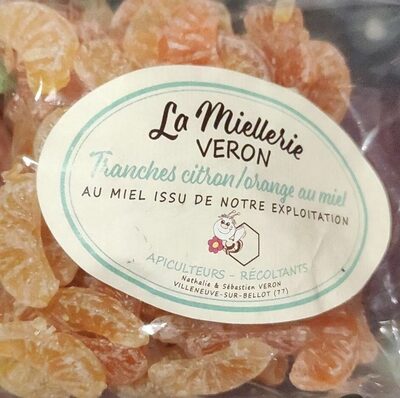 La Miellerie
VERON
Tranches citron/orange au miel
AU MIEL ISSU DE NOTRE EXPLOITATION
APICULTEURS - RÉCOLTANTS
Nathalie & Sébastien VERON
VILLENEUVE-SUR-BELLOT (77)